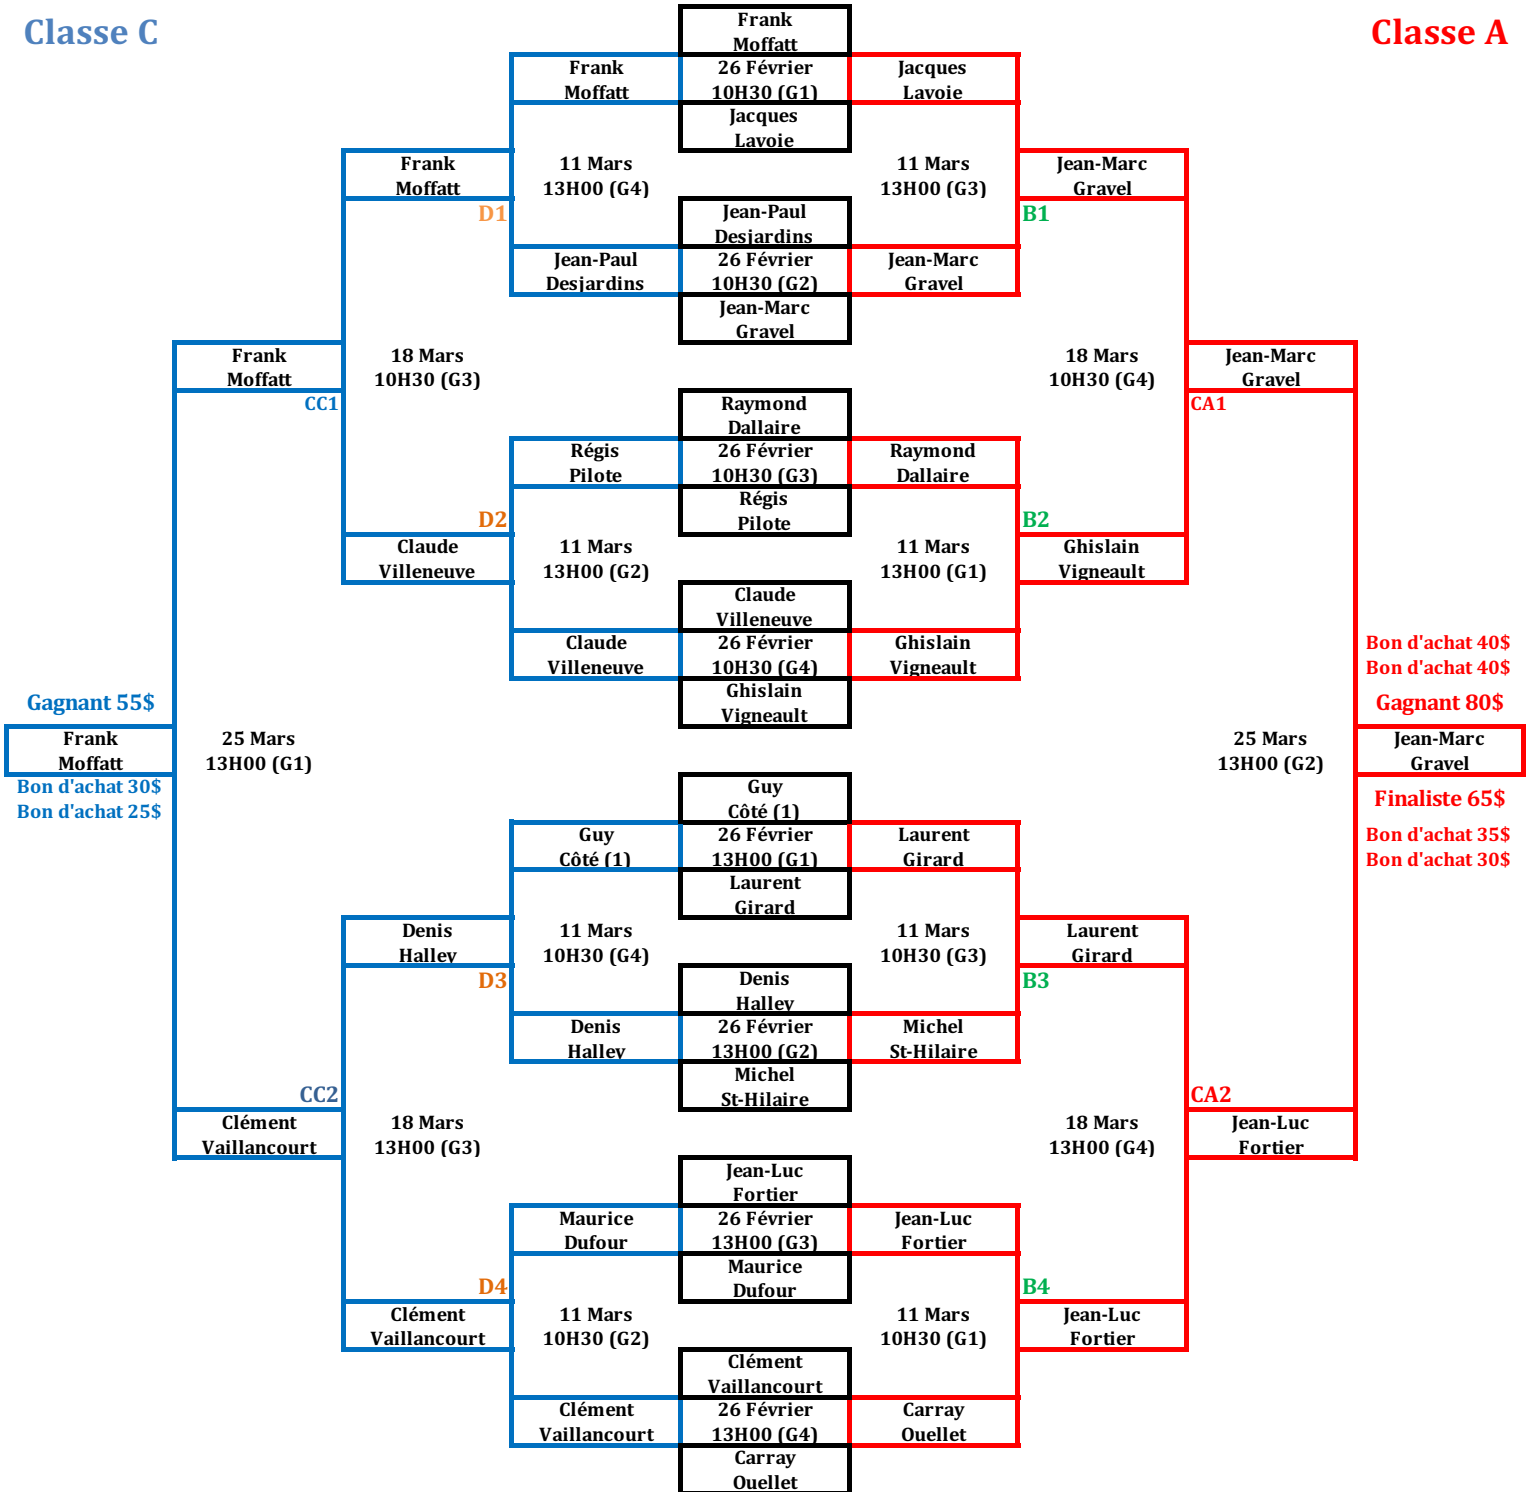 Classe C
Classe A
Frank
Moffatt
Frank
Moffatt
26 Février
10H30 (G1)
Jacques
Lavoie
Jacques
Lavoie
Frank
Moffatt
11 Mars
13H00 (G4)
11 Mars
13H00 (G3)
Jean-Marc
Gravel
D1
Jean-Paul
Desjardins
B1
Jean-Paul
Desjardins
26 Février
10H30 (G2)
Jean-Marc
Gravel
Jean-Marc
Gravel
Frank
Moffatt
18 Mars
10H30 (G3)
18 Mars
10H30 (G4)
Jean-Marc
Gravel
CC1
Raymond
Dallaire
CA1
Régis
Pilote
26 Février
10H30 (G3)
Raymond
Dallaire
Régis
Pilote
D2
B2
Claude
Villeneuve
11 Mars
13H00 (G2)
11 Mars
13H00 (G1)
Ghislain
Vigneault
Claude
Villeneuve
Claude
Villeneuve
26 Février
10H30 (G4)
Ghislain
Vigneault
Bon d'achat 40$
Bon d'achat 40$
Ghislain
Vigneault
Gagnant 55$
Gagnant 80$
Frank
Moffatt
25 Mars
13H00 (G1)
25 Mars
13H00 (G2)
Jean-Marc
Gravel
Bon d'achat 30$
Bon d'achat 25$
Guy
Côté (1)
Finaliste 65$
Bon d'achat 35$
Bon d'achat 30$
Guy
Côté (1)
26 Février
13H00 (G1)
Laurent
Girard
Laurent
Girard
Denis
Halley
11 Mars
10H30 (G4)
11 Mars
10H30 (G3)
Laurent
Girard
D3
Denis
Halley
B3
Denis
Halley
26 Février
13H00 (G2)
Michel
St-Hilaire
Michel
St-Hilaire
CC2
CA2
Clément
Vaillancourt
18 Mars
13H00 (G3)
18 Mars
13H00 (G4)
Jean-Luc
Fortier
Jean-Luc
Fortier
Maurice
Dufour
26 Février
13H00 (G3)
Jean-Luc
Fortier
Maurice
Dufour
D4
B4
Clément
Vaillancourt
11 Mars
10H30 (G2)
11 Mars
10H30 (G1)
Jean-Luc
Fortier
Clément
Vaillancourt
Clément
Vaillancourt
26 Février
13H00 (G4)
Carray
Ouellet
Carray
Ouellet